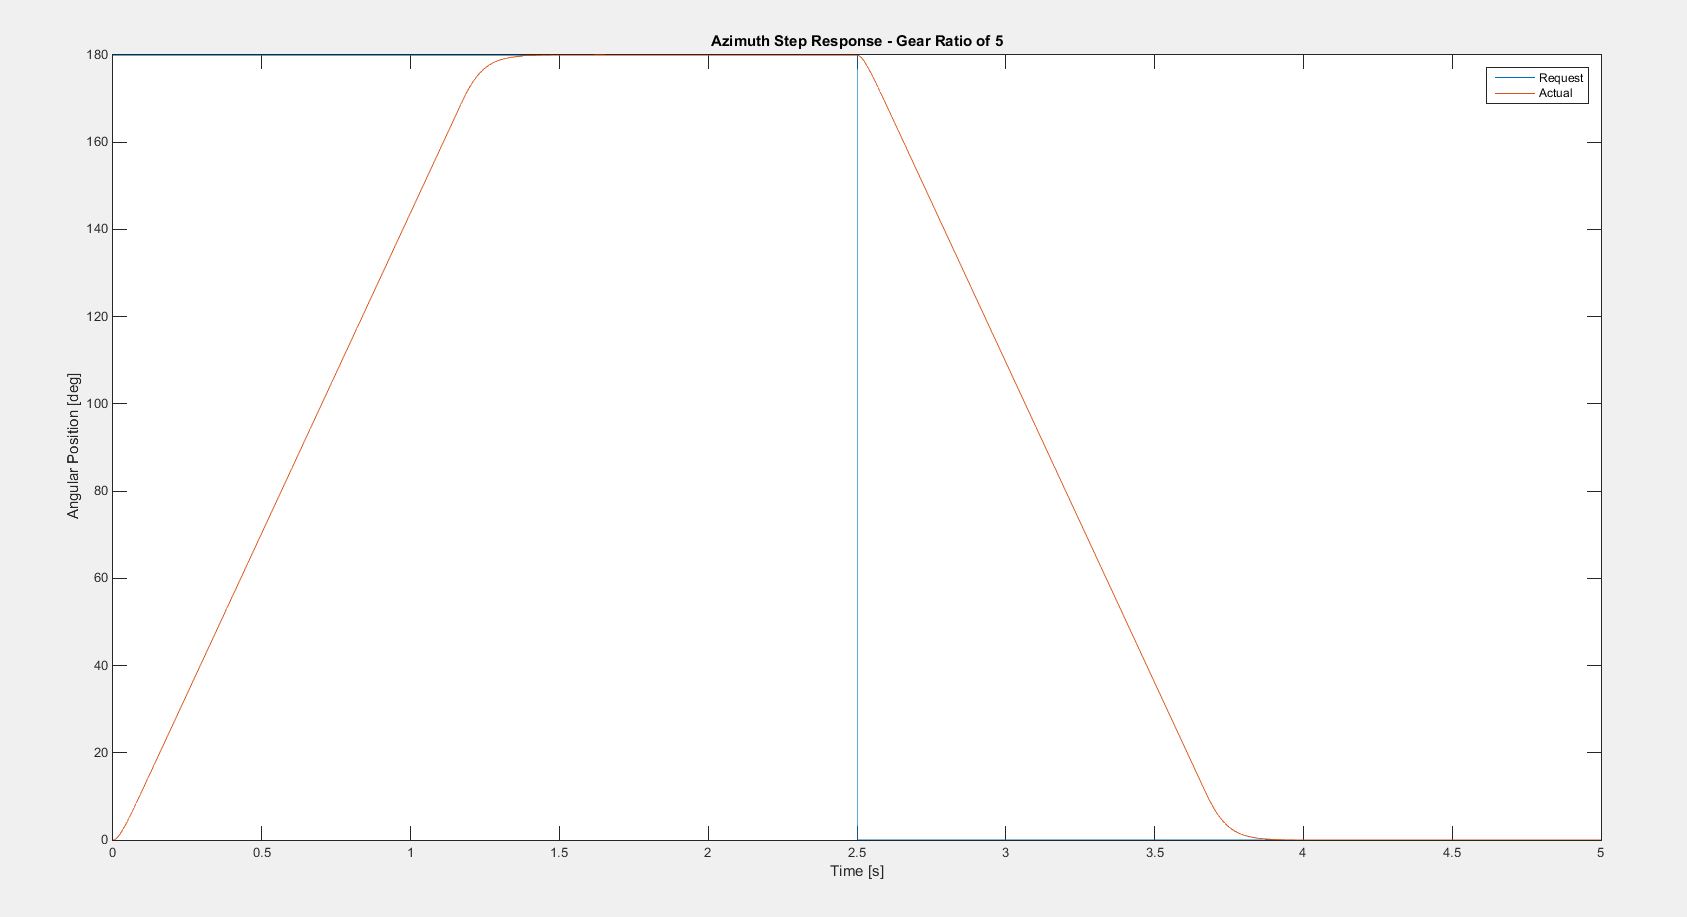 Azimuth Step Response - Gear Ratio of 5
Request
Actual
180
160
140
120
100
80
60
40
20
0
Angular Position [deg]
0 0.5 1 1.5 2 2.5 3 3.5 4 4.5 5
Time [s]